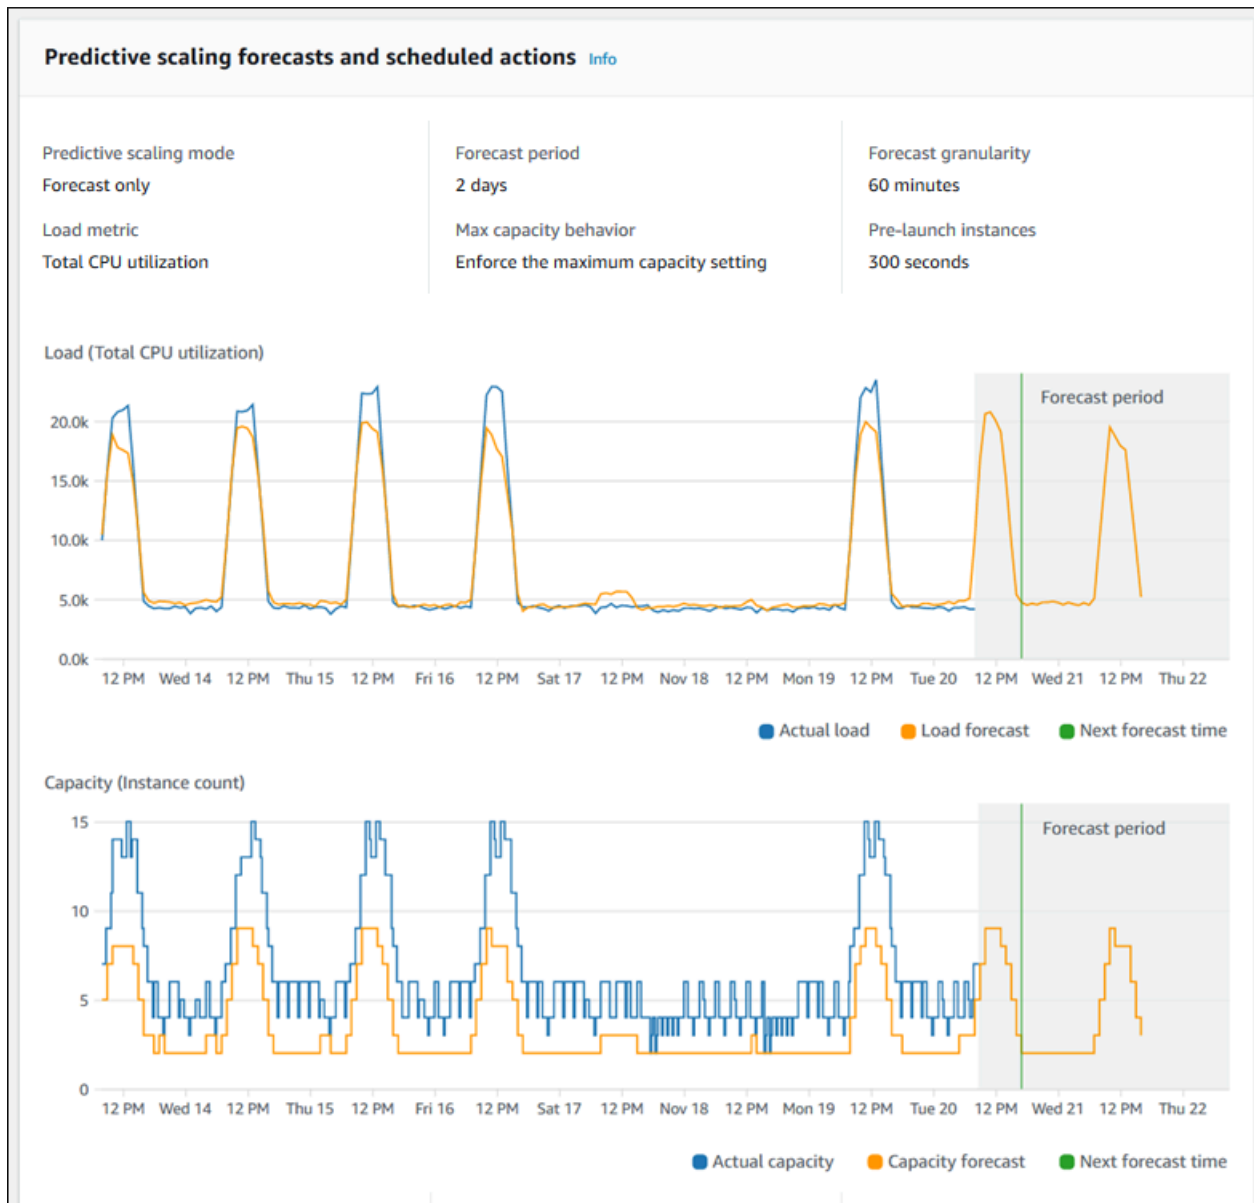 Predictive scaling forecasts and scheduled actions Info
Predictive scaling mode
Forecast only
Forecast period
2 days
Forecast granularity
60 minutes
Load metric
Total CPU utilization
Max capacity behavior
Enforce the maximum capacity setting
Pre-launch instances
300 seconds
Load (Total CPU utilization)
Forecast period
20.0k
15.0k
10.0k
5.0k
0.0k
12 PM Wed 14 12 PM Thu 15 12 PM Fri 16 12 PM Sat 17 12 PM Nov 18 12 PM Mon 19 12 PM Tue 20 12 PM Wed 21 12 PM Thu 22
Actual load Load forecast Next forecast time
Capacity (Instance count)
Forecast period
15
10
5
0
12 PM Wed 14 12 PM Thu 15 12 PM Fri 16 12 PM Sat 17 12 PM Nov 18 12 PM Mon 19 12 PM Tue 20 12 PM Wed 21 12 PM Thu 22
Actual capacity Capacity forecast Next forecast time